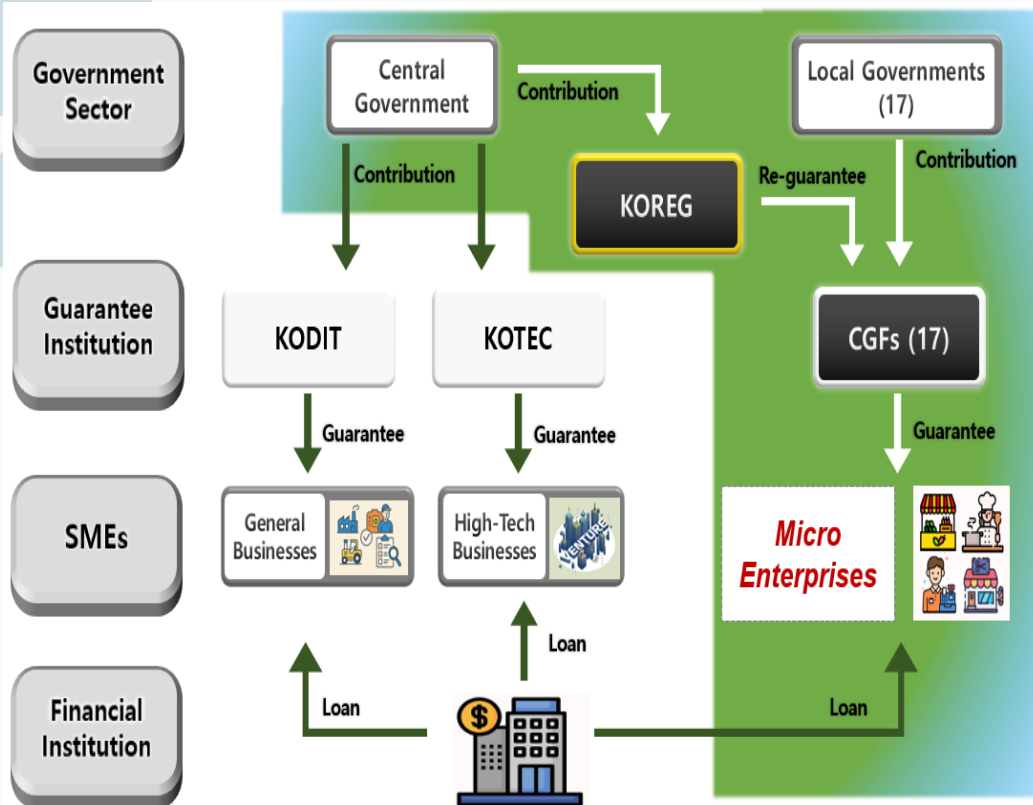 Government
Sector
Central
Government
Contribution
Local Governments
(17)
Contribution
KOREG
Re-guarantee
Contribution
Guarantee
Institution
KODIT
KOTEC
CGFs (17)
Guarantee
Guarantee
Guarantee
SMEs
General
Businesses
High-Tech
Businesses
VENTURE
Micro
Enterprises
Loan
Loan
Loan
Financial
Institution
$